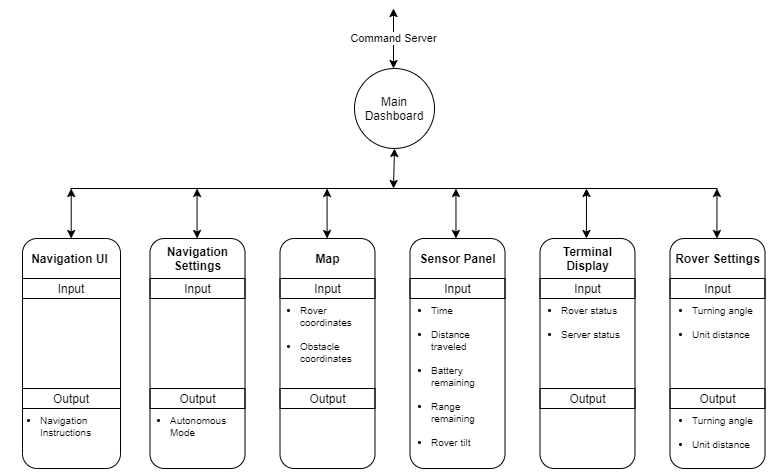 Command Server
Main
Dashboard
Navigation UI
Input
Output
• Navigation
Instructions
Navigation
Settings
Input
Output
• Autonomous
Mode
Map
Input
• Rover
coordinates
• Obstacle
coordinates
Output
Sensor Panel
Input
• Time
• Distance
traveled
• Battery
remaining
• Range
remaining
• Rover tilt
Terminal
Display
Input
• Rover status
• Server status
Output
Rover Settings
Input
• Turning angle
• Unit distance
Output
• Turning angle
• Unit distance